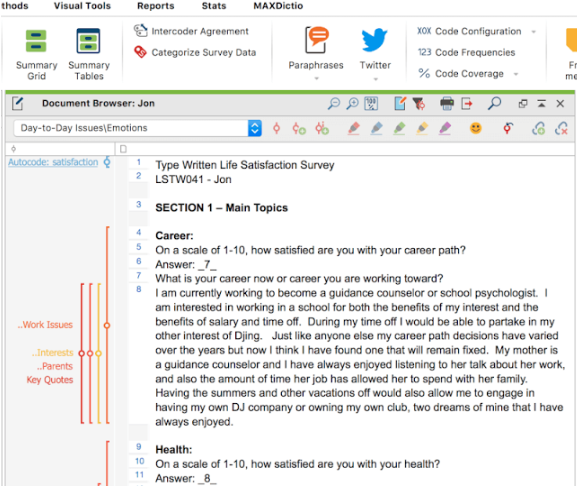 thods Visual Tools Reports Stats MAXDictio
Summary Grid
Summary Tables
Intercoder Agreement
Categorize Survey Data
Paraphrases
Twitter
XOX Code Configuration
123 Code Frequencies
% Code Coverage
Fr
me
Document Browser: Jon
100 %
Day-to-Day Issues\Emotions
Autocode: satisfaction
1 Type Written Life Satisfaction Survey
2 LSTW041 - Jon
3 SECTION 1 – Main Topics
4 Career:
5 On a scale of 1-10, how satisfied are you with your career path?
6 Answer: _7_
7 What is your career now or career you are working toward?
8 I am currently working to become a guidance counselor or school psychologist. I
am interested in working in a school for both the benefits of my interest and the
benefits of salary and time off. During my time off I would be able to partake in my
other interest of Djing. Just like anyone else my career path decisions have varied
over the years but now I think I have found one that will remain fixed. My mother is
a guidance counselor and I have always enjoyed listening to her talk about her work,
and also the amount of time her job has allowed her to spend with her family.
Having the summers and other vacations off would also allow me to engage in
having my own DJ company or owning my own club, two dreams of mine that I have
always enjoyed.
..Work Issues
..Interests
..Parents
Key Quotes
9 Health:
10 On a scale of 1-10, how satisfied are you with your health?
11 Answer: _8_